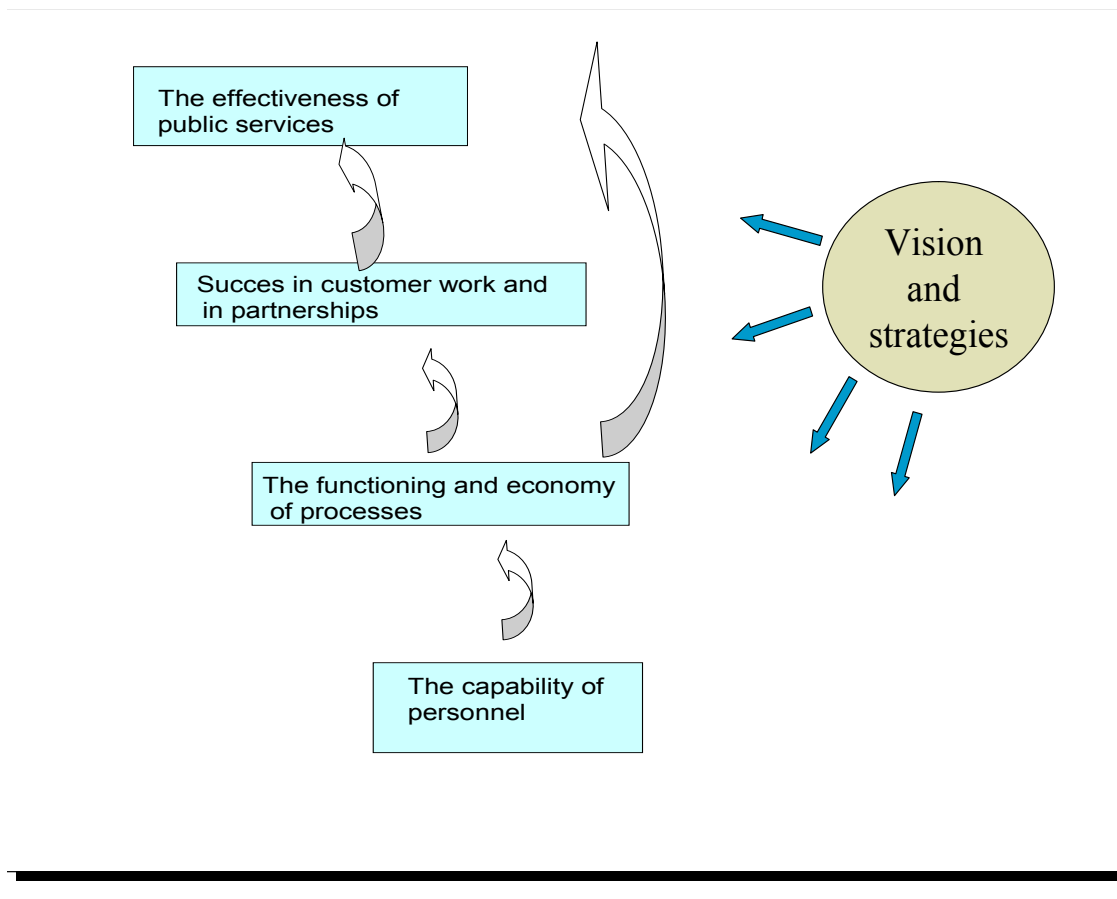 The effectiveness of
public services
Succes in customer work and
in partnerships
The functioning and economy
of processes
The capability of
personnel
Vision
and
strategies